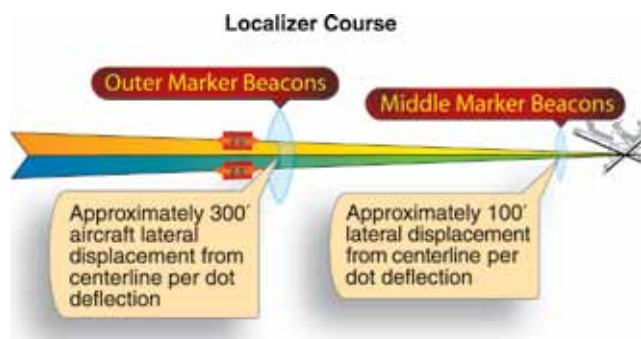 Localizer Course
Outer Marker Beacons
Middle Marker Beacons
Approximately 300′
aircraft lateral
displacement from
centerline per dot
deflection
Approximately 100′
lateral displacement
from centerline per
dot deflection